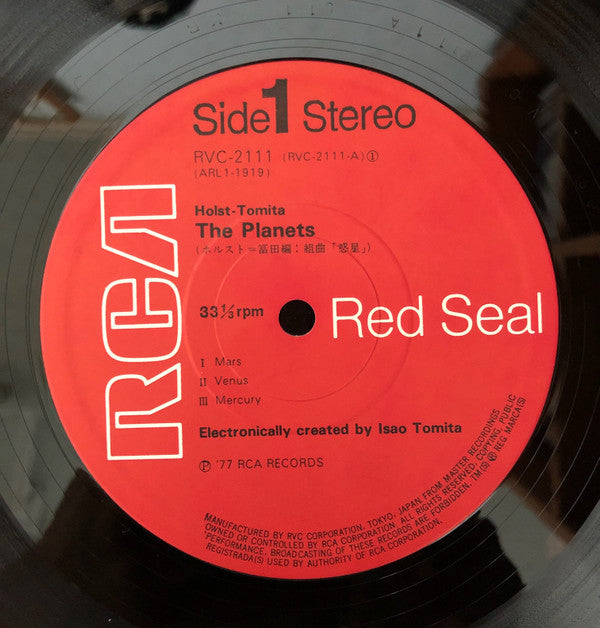 Side 1 Stereo
RVC-2111 (RVC-2111-A)①
(ARL1-1919)
Holst-Tomita
The Planets
(ホルスト＝冨田編：組曲「惑星」)
33⅓rpm
RCA
Red Seal
I Mars
II Venus
III Mercury
Electronically created by Isao Tomita
Ⓟ '77 RCA RECORDS
MANUFACTURED BY RVC CORPORATION, TOKYO, JAPAN FROM MASTER RECORDINGS
OWNED OR CONTROLLED BY RCA CORPORATION. ALL RIGHTS RESERVED, COPYING, PUBLIC
PERFORMANCE, BROADCASTING OF THESE RECORDS ARE FORBIDDEN. TM(S) ® REG MARCA(S)
REGISTRADA(S) USED BY AUTHORITY OF RCA CORPORATION.